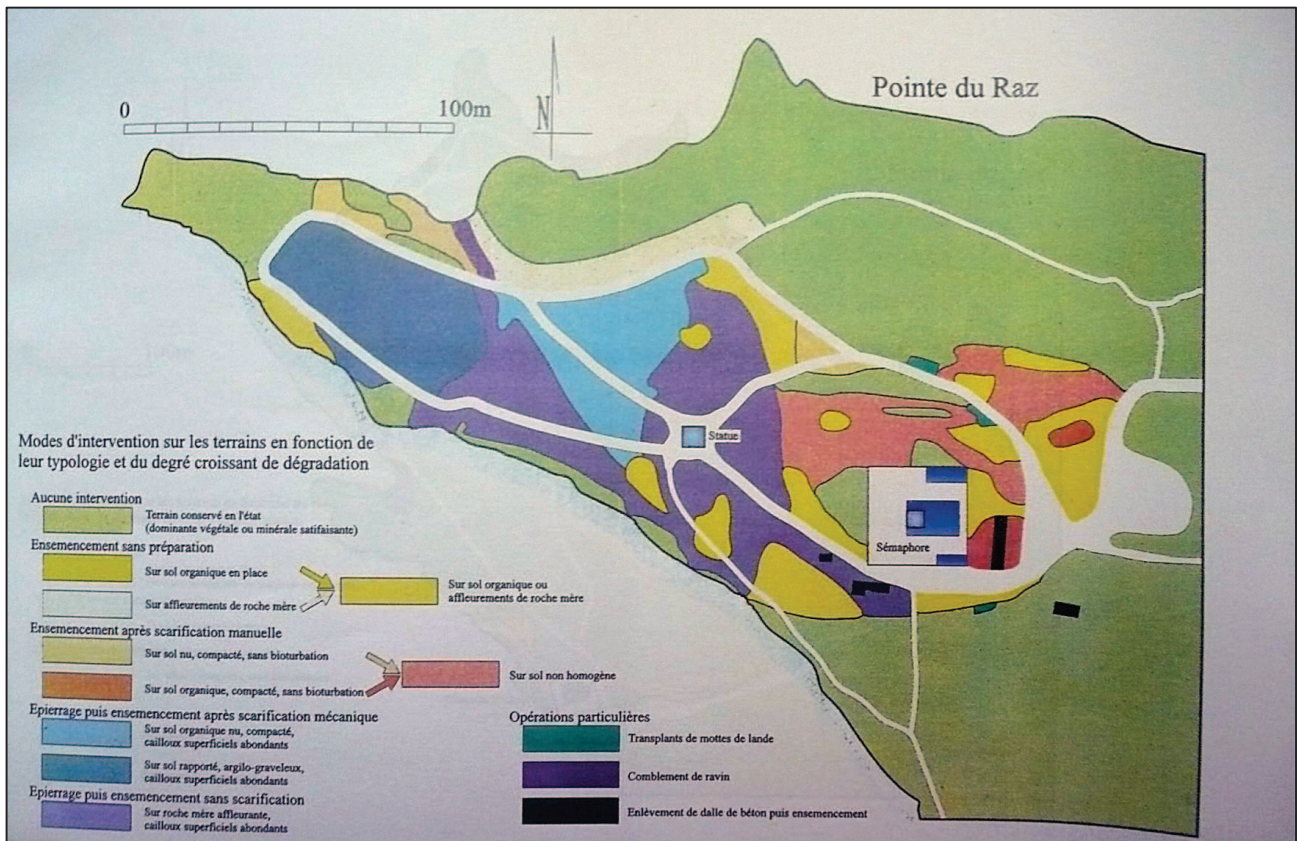 Pointe du Raz
0 100m
N
Statue
Sémaphore
Modes d'intervention sur les terrains en fonction de
leur typologie et du degré croissant de dégradation
Aucune intervention
Terrain conservé en l'état
(dominante végétale ou minérale satifaisante)
Ensemencement sans préparation
Sur sol organique en place
Sur affleurements de roche mère
Sur sol organique ou
affleurements de roche mère
Ensemencement après scarification manuelle
Sur sol nu, compacté, sans bioturbation
Sur sol organique, compacté, sans bioturbation
Sur sol non homogène
Epierrage puis ensemencement après scarification mécanique
Sur sol organique nu, compacté,
cailloux superficiels abondants
Sur sol rapporté, argilo-graveleux,
cailloux superficiels abondants
Epierrage puis ensemencement sans scarification
Sur roche mère affleurante,
cailloux superficiels abondants
Opérations particulières
Transplants de mottes de lande
Comblement de ravin
Enlèvement de dalle de béton puis ensemencement